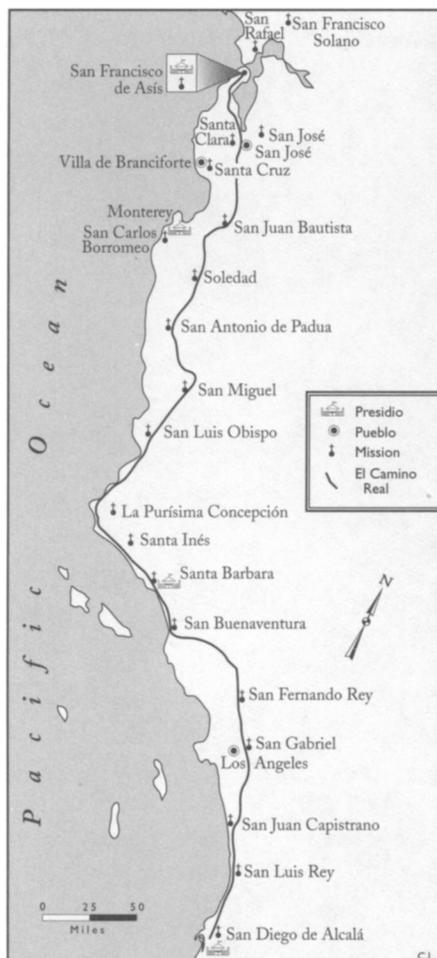 San
Rafael
San Francisco
Solano
San Francisco
de Asís
Santa
Clara
San José
San José
Villa de Branciforte
Santa Cruz
Monterey
San Carlos
Borromeo
San Juan Bautista
Soledad
San Antonio de Padua
San Miguel
San Luis Obispo
La Purísima Concepción
Santa Inés
Santa Barbara
San Buenaventura
San Fernando Rey
San Gabriel
Los Angeles
San Juan Capistrano
San Luis Rey
San Diego de Alcalá
Pacific Ocean
Presidio
Pueblo
Mission
El Camino
Real
N
0 25 50
Miles